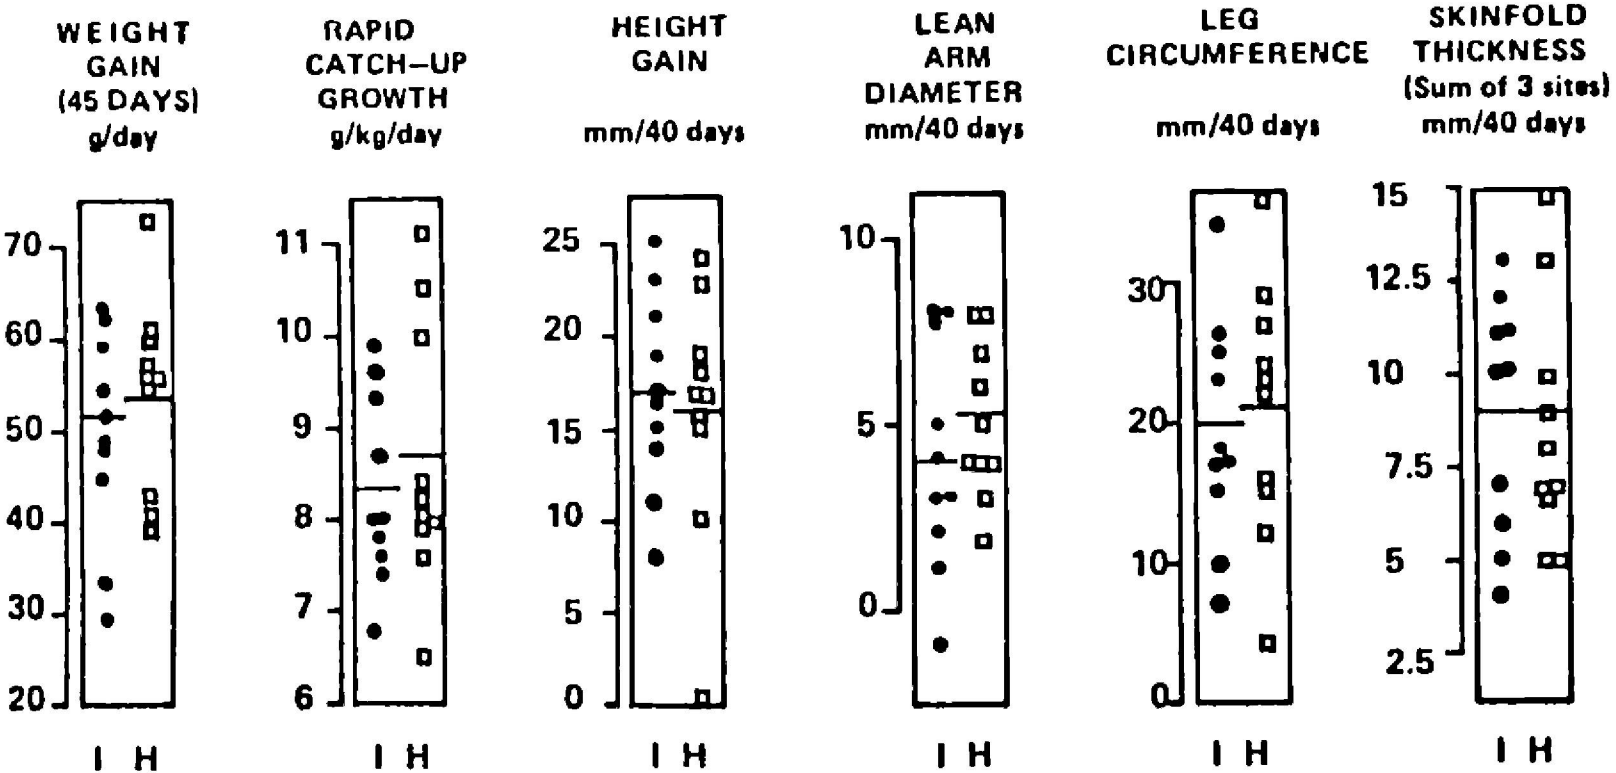 WEIGHT
GAIN
(45 DAYS)
g/day
70
60
50
40
30
20
I H
RAPID
CATCH-UP
GROWTH
g/kg/day
11
10
9
8
7
6
I H
HEIGHT
GAIN
mm/40 days
25
20
15
10
5
0
I H
LEAN
ARM
DIAMETER
mm/40 days
10
5
0
I H
LEG
CIRCUMFERENCE
mm/40 days
30
20
10
0
I H
SKINFOLD
THICKNESS
(Sum of 3 sites)
mm/40 days
15
12.5
10
7.5
5
2.5
I H